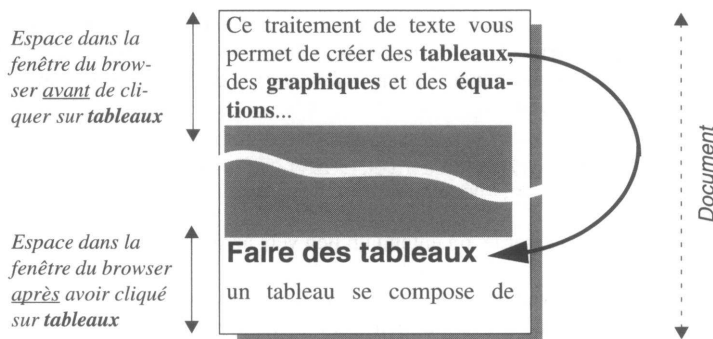 Espace dans la
fenêtre du brow-
ser avant de cli-
quer sur tableaux
Ce traitement de texte vous
permet de créer des tableaux,
des graphiques et des équa-
tions...
Document
Espace dans la
fenêtre du browser
après avoir cliqué
sur tableaux
Faire des tableaux
un tableau se compose de